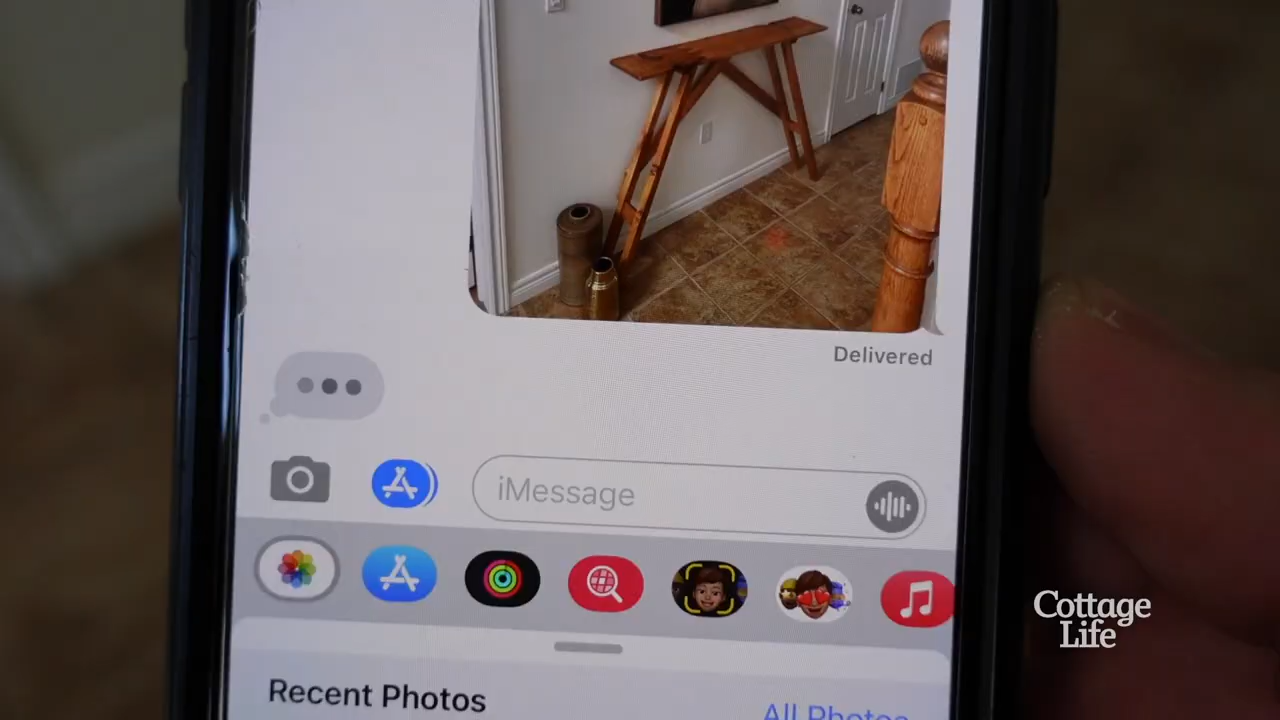 Delivered
iMessage
Recent Photos
All Photos
Cottage
Life